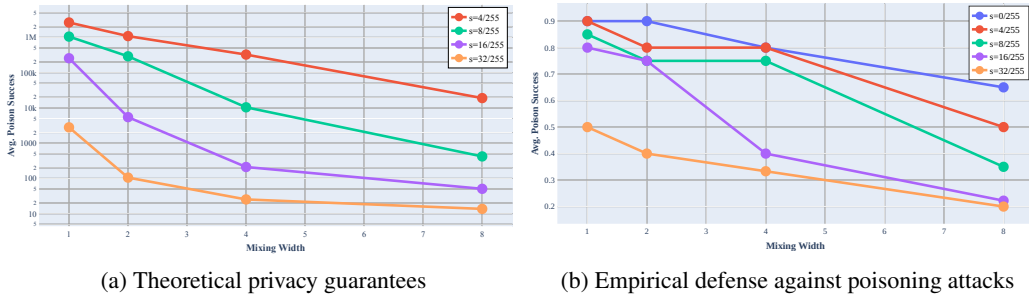 Avg. Poison Success
5
2
1M
5
2
100k
5
2
10k
5
2
1000
5
2
100
5
2
10
5
1
2
3
4
5
6
7
8
Mixing Width
s=4/255
s=8/255
s=16/255
s=32/255
(a) Theoretical privacy guarantees
Avg. Poison Success
0.9
0.8
0.7
0.6
0.5
0.4
0.3
0.2
1
2
3
4
5
6
7
8
Mixing Width
s=0/255
s=4/255
s=8/255
s=16/255
s=32/255
(b) Empirical defense against poisoning attacks